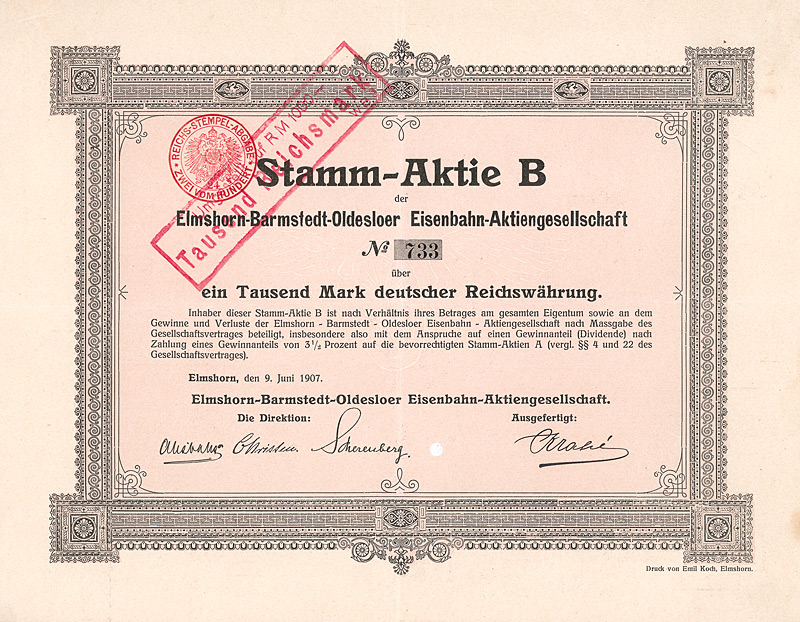 REICHS-STEMPEL-ABGABE
ZWEI VOM HUNDERT
RM 1000.—
Tausend Reichsmark
Stamm-Aktie B
der
Elmshorn-Barmstedt-Oldesloer Eisenbahn-Aktiengesellschaft
No 733
über
ein Tausend Mark deutscher Reichswährung.
Inhaber dieser Stamm-Aktie B ist nach Verhältnis ihres Betrages am gesamten Eigentum sowie an dem
Gewinne und Verluste der Elmshorn - Barmstedt - Oldesloer Eisenbahn - Aktiengesellschaft nach Massgabe des
Gesellschaftsvertrages beteiligt, insbesondere also mit dem Anspruche auf einen Gewinnanteil (Dividende) nach
Zahlung eines Gewinnanteils von 3 1/2 Prozent auf die bevorrechtigten Stamm-Aktien A (vergl. §§ 4 und 22 des
Gesellschaftsvertrages).
Elmshorn, den 9. Juni 1907.
Elmshorn-Barmstedt-Oldesloer Eisenbahn-Aktiengesellschaft.
Die Direktion: Ausgefertigt:
Christen. Scherenberg.
Druck von Emil Koch, Elmshorn.